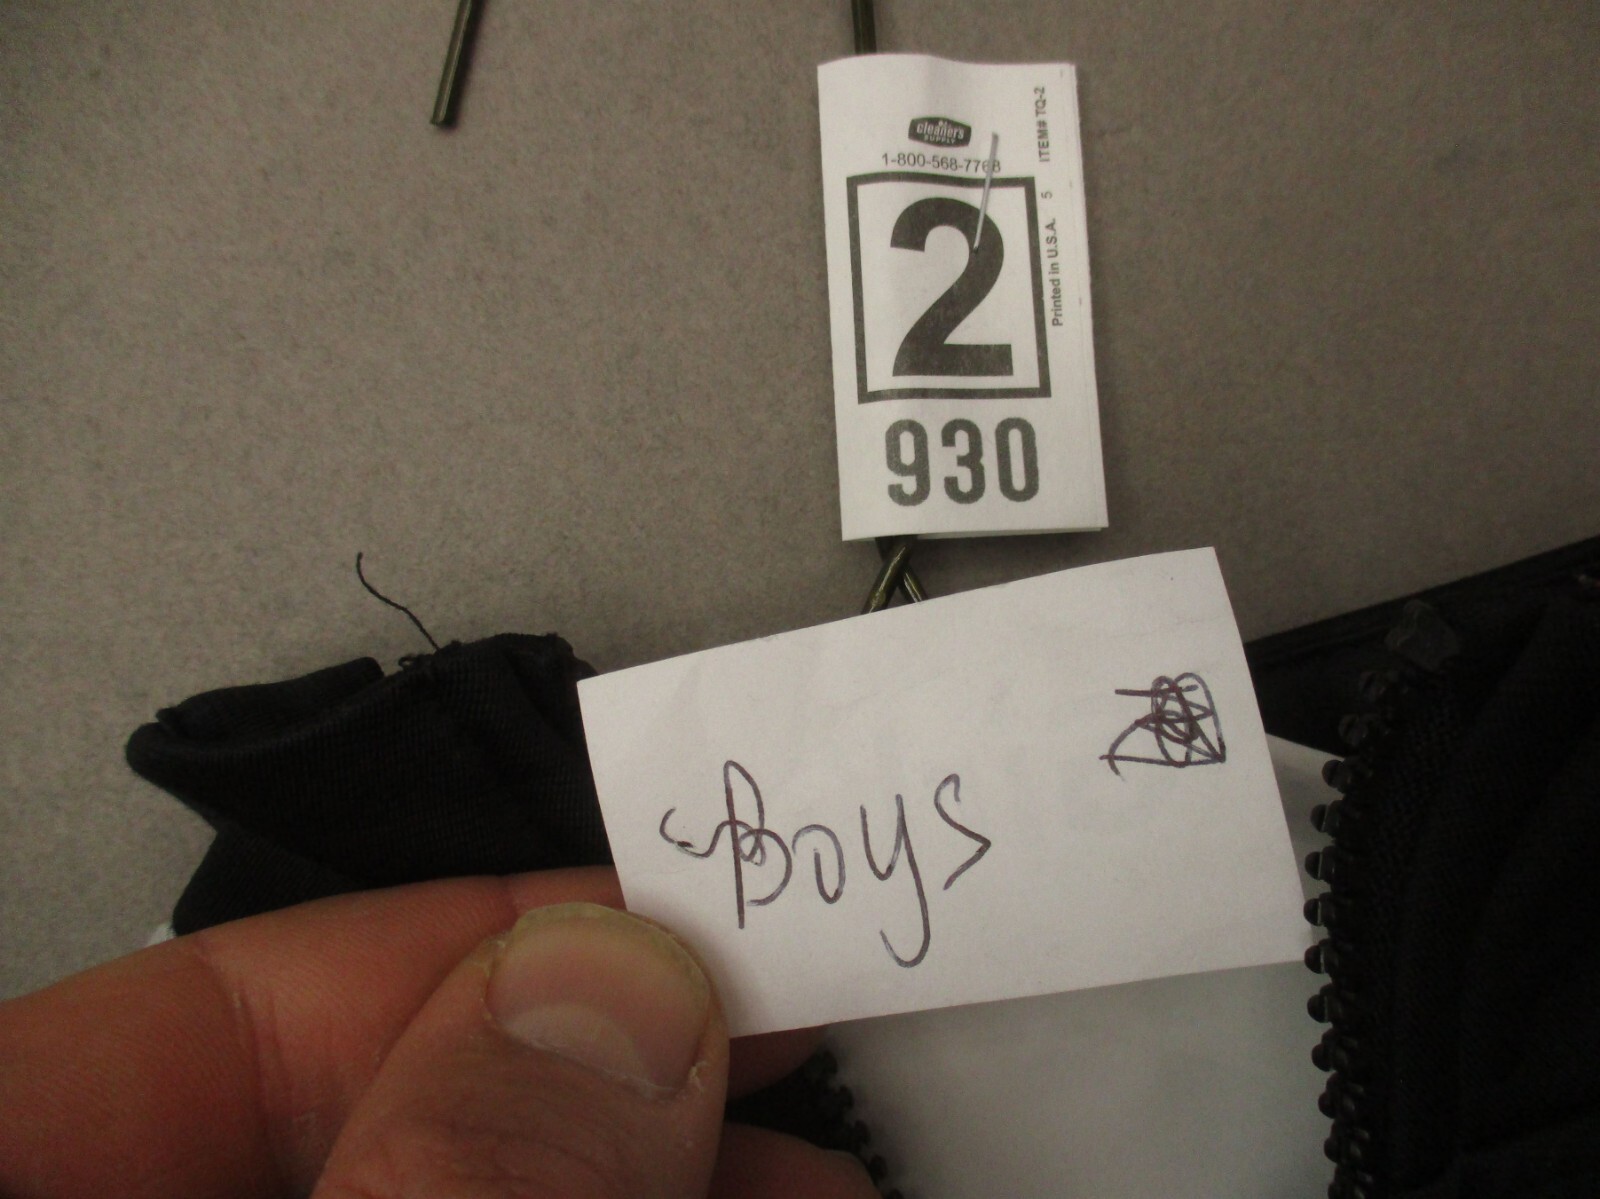 cleaners
SUPPLY
1-800-568-7768
2
930
ITEM# TQ-2
Printed in U.S.A. 5
Boys